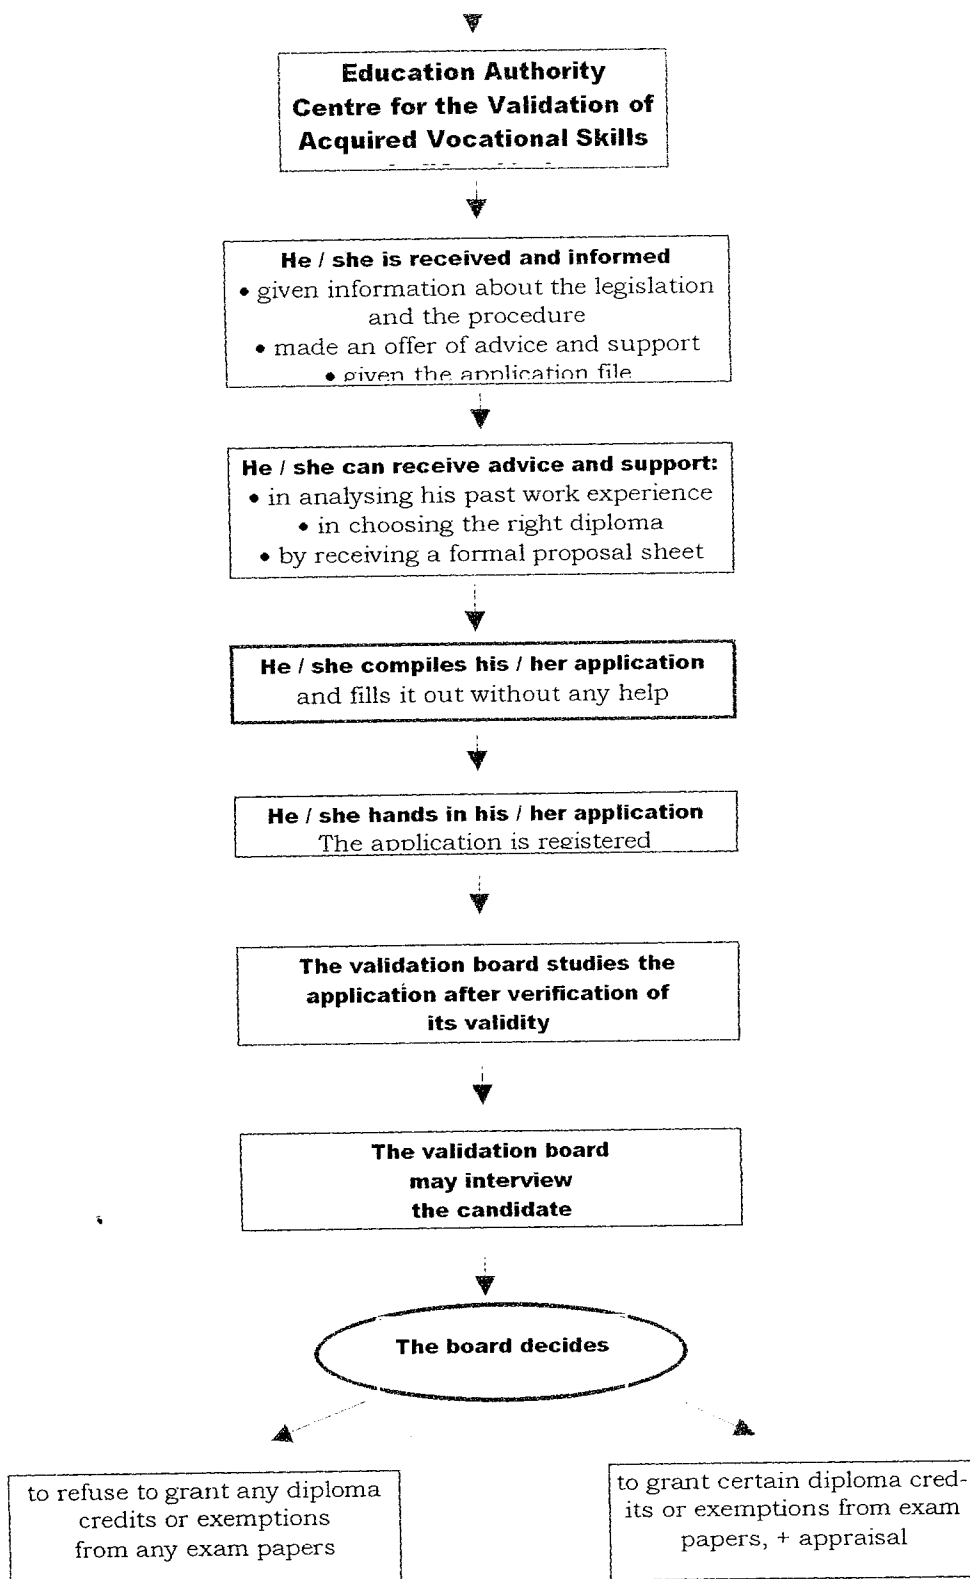 Education Authority
Centre for the Validation of
Acquired Vocational Skills
He / she is received and informed
• given information about the legislation
and the procedure
• made an offer of advice and support
• given the application file
He / she can receive advice and support:
• in analysing his past work experience
• in choosing the right diploma
• by receiving a formal proposal sheet
He / she compiles his / her application
and fills it out without any help
He / she hands in his / her application
The application is registered
The validation board studies the
application after verification of
its validity
The validation board
may interview
the candidate
The board decides
to refuse to grant any diploma
credits or exemptions
from any exam papers
to grant certain diploma cred-
its or exemptions from exam
papers, + appraisal